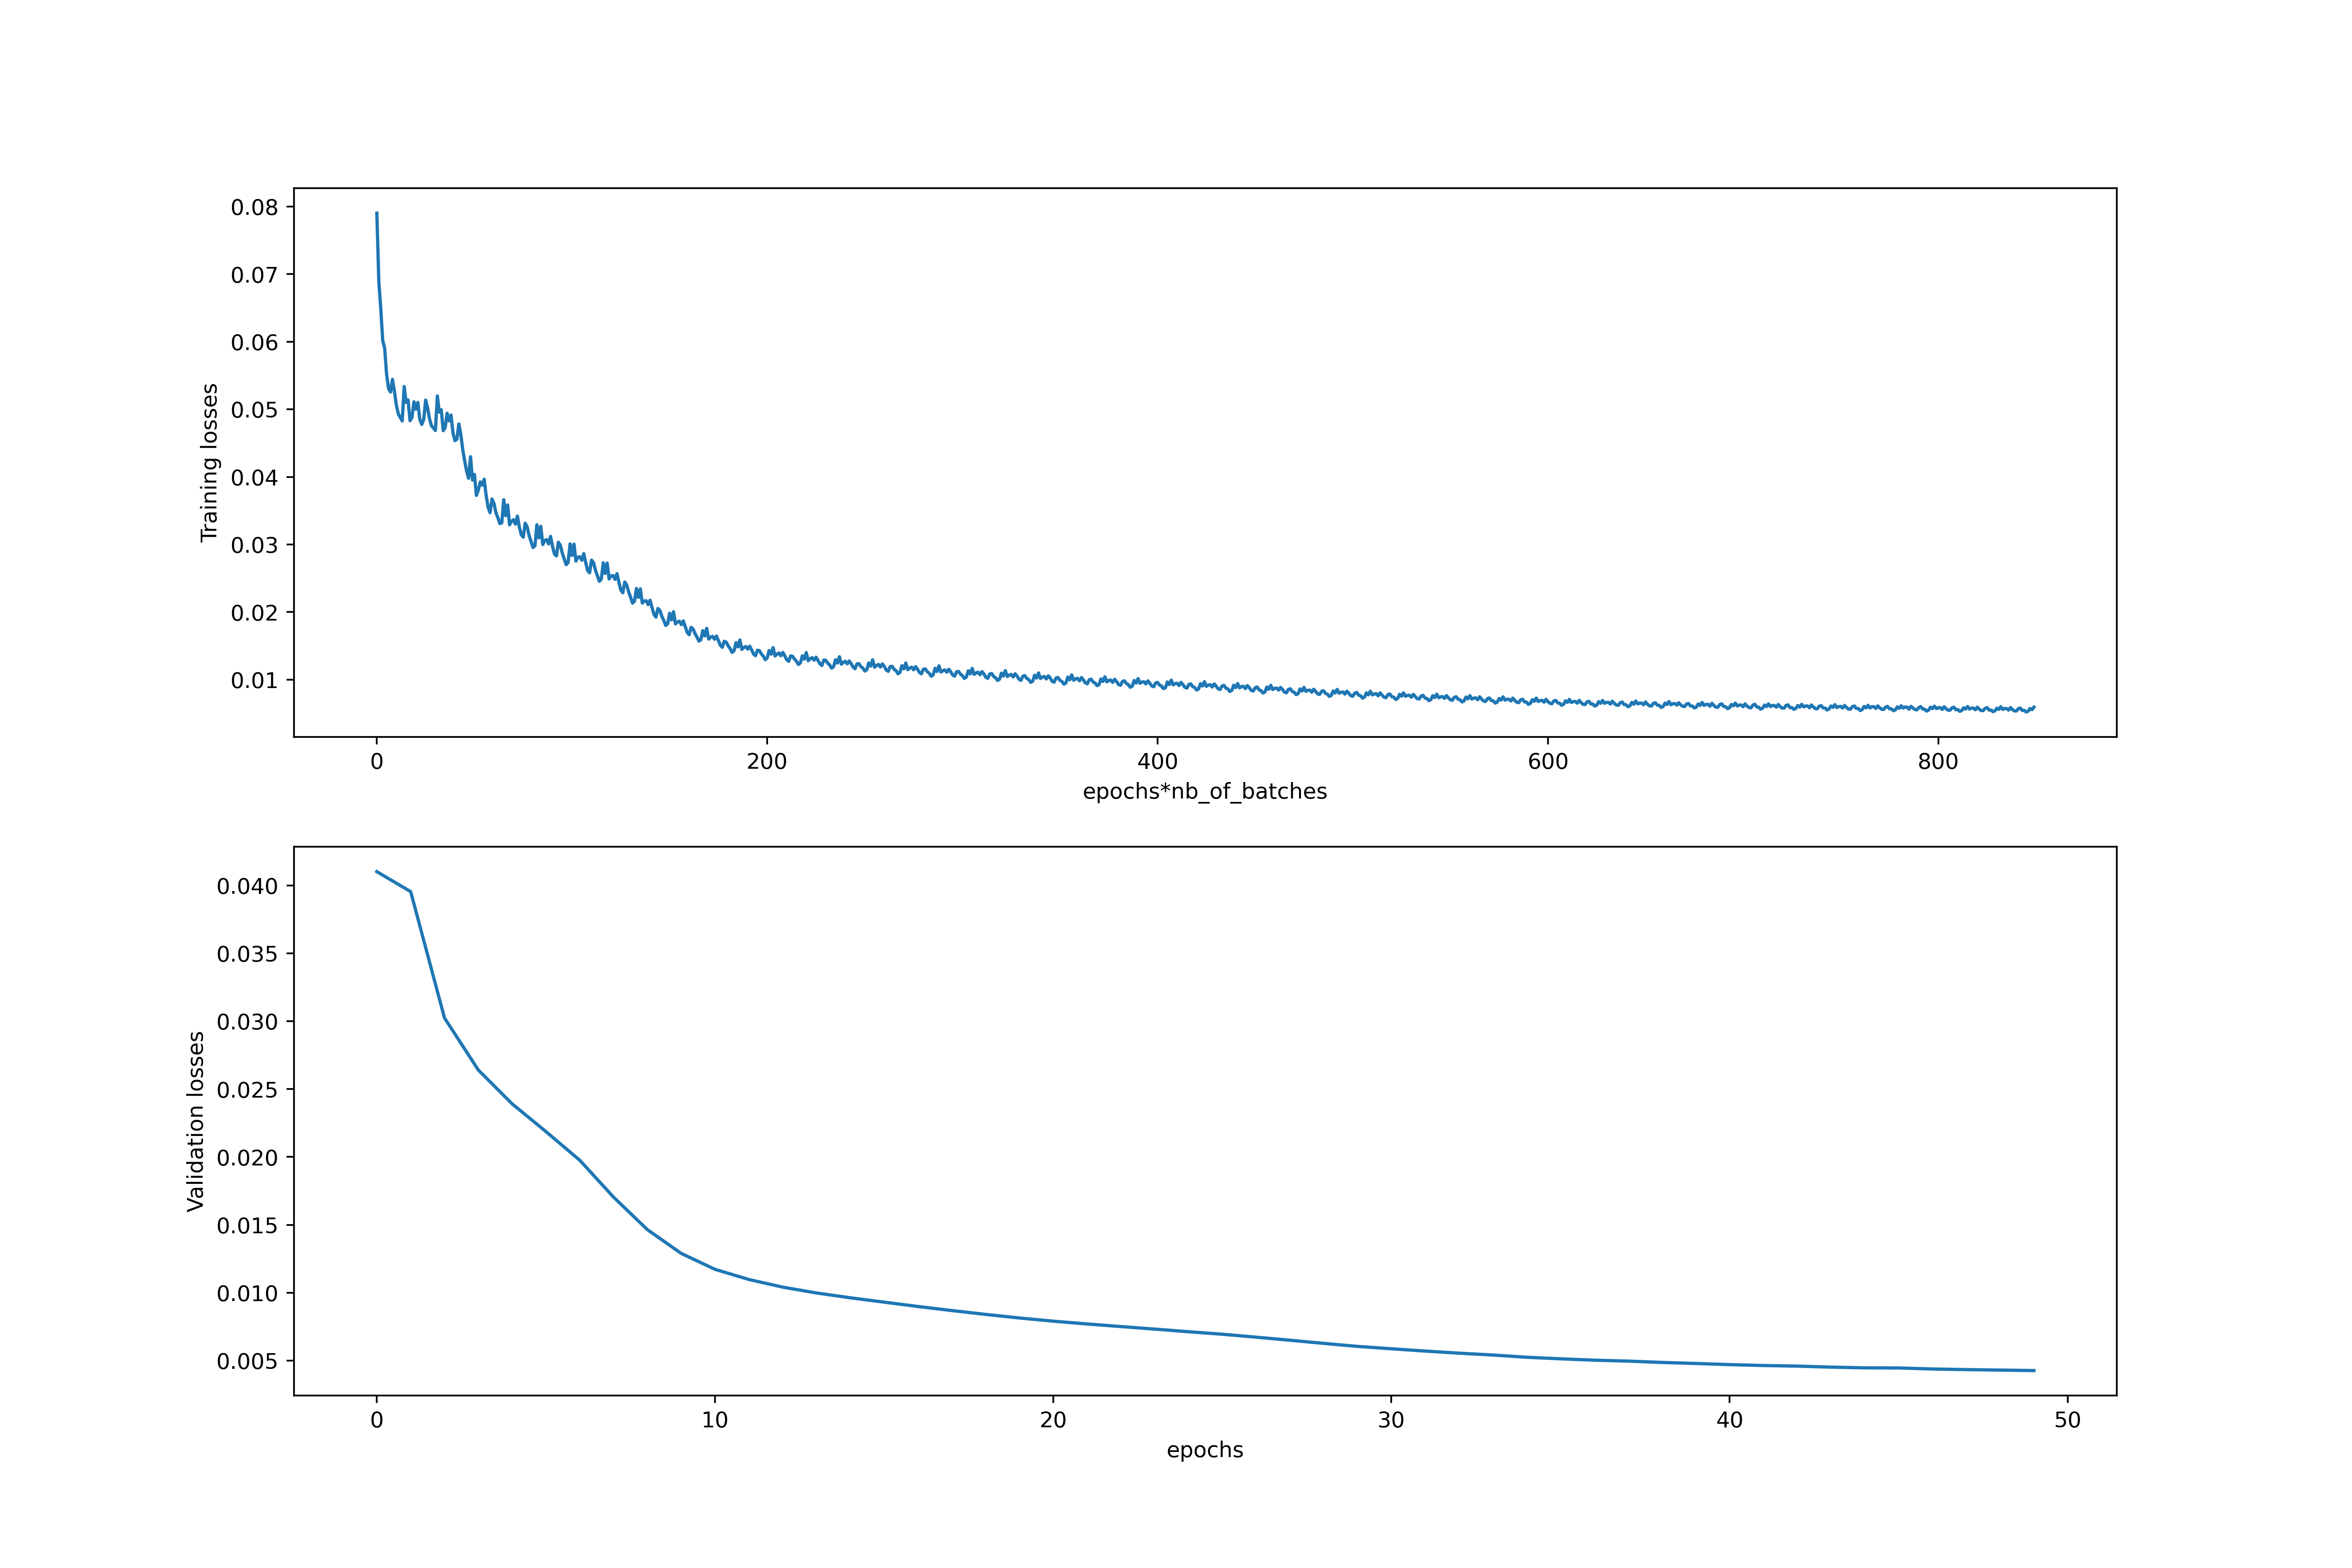 0.08
0.07
0.06
0.05
0.04
0.03
0.02
0.01
Training losses
0 200 400 600 800
epochs*nb_of_batches
0.040
0.035
0.030
0.025
0.020
0.015
0.010
0.005
Validation losses
0 10 20 30 40 50
epochs